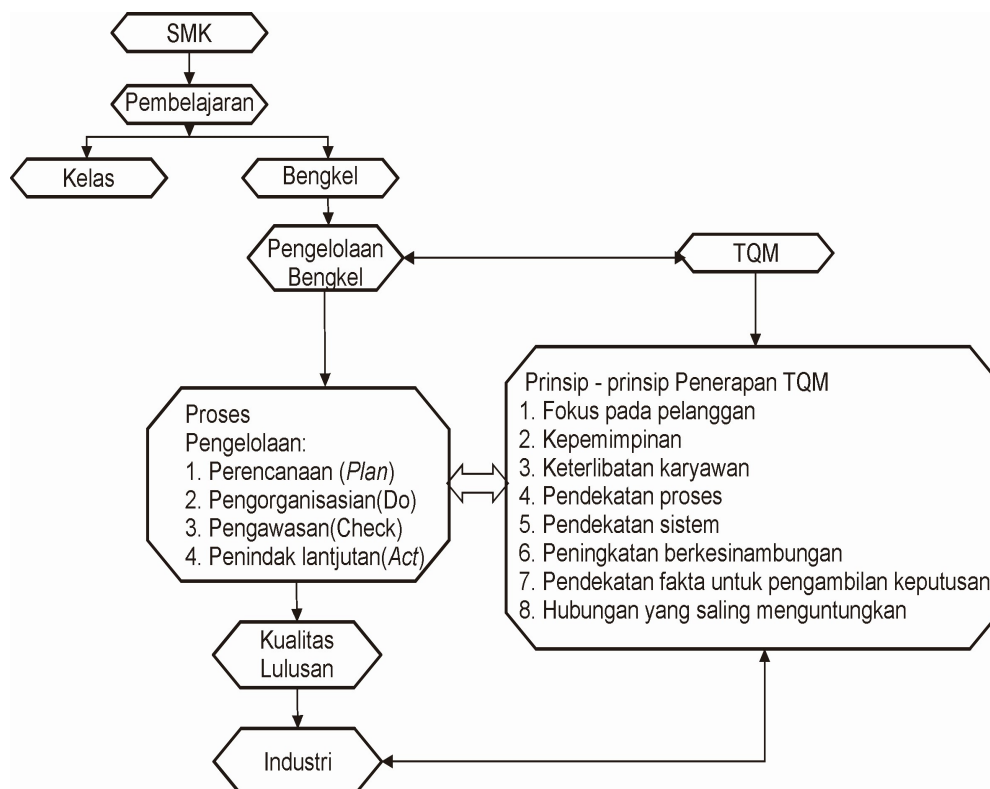 SMK
Pembelajaran
Kelas
Bengkel
Pengelolaan
Bengkel
TQM
Proses
Pengelolaan:
1. Perencanaan (Plan)
2. Pengorganisasian(Do)
3. Pengawasan(Check)
4. Penindak lantjutan(Act)
Prinsip - prinsip Penerapan TQM
1. Fokus pada pelanggan
2. Kepemimpinan
3. Keterlibatan karyawan
4. Pendekatan proses
5. Pendekatan sistem
6. Peningkatan berkesinambungan
7. Pendekatan fakta untuk pengambilan keputusan
8. Hubungan yang saling menguntungkan
Kualitas
Lulusan
Industri